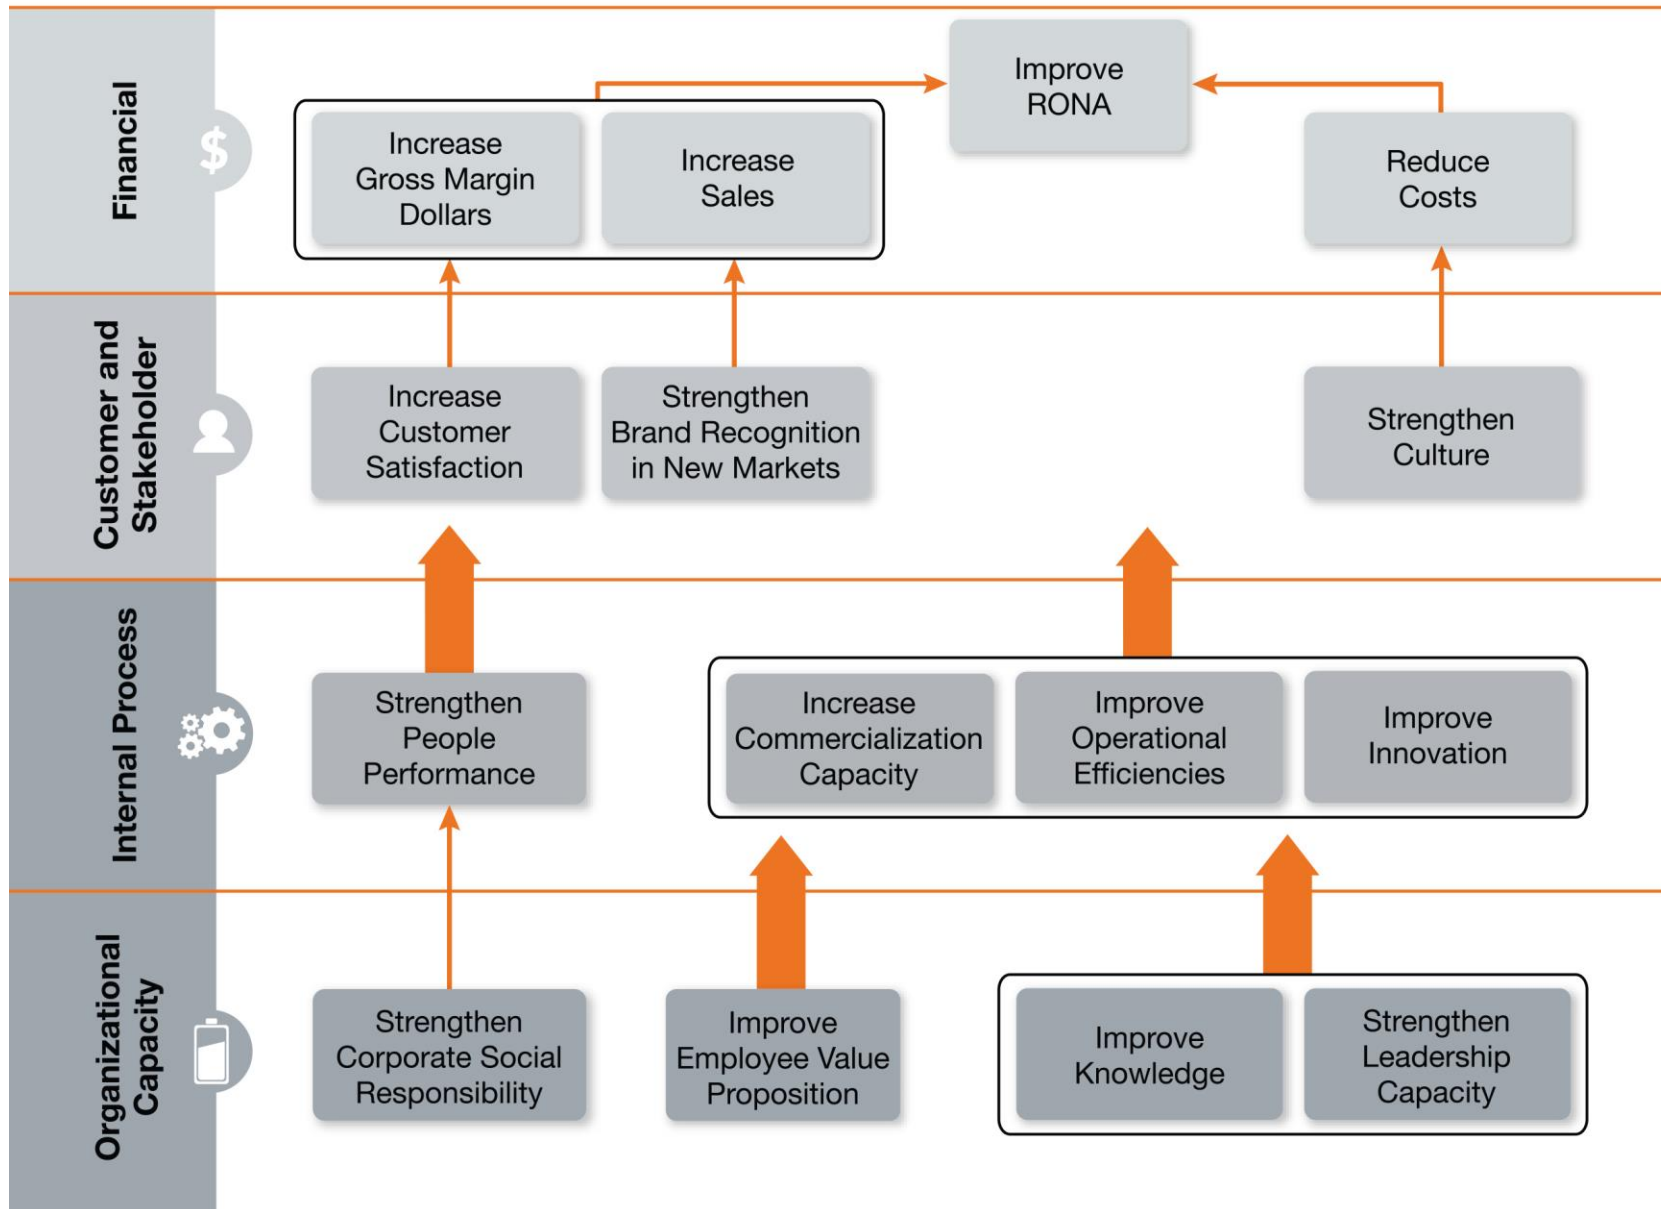 Financial
$
Improve
RONA
Increase
Gross Margin
Dollars
Increase
Sales
Reduce
Costs
Customer and
Stakeholder
Increase
Customer
Satisfaction
Strengthen
Brand Recognition
in New Markets
Strengthen
Culture
Internal Process
Strengthen
People
Performance
Increase
Commercialization
Capacity
Improve
Operational
Efficiencies
Improve
Innovation
Organizational
Capacity
Strengthen
Corporate Social
Responsibility
Improve
Employee Value
Proposition
Improve
Knowledge
Strengthen
Leadership
Capacity